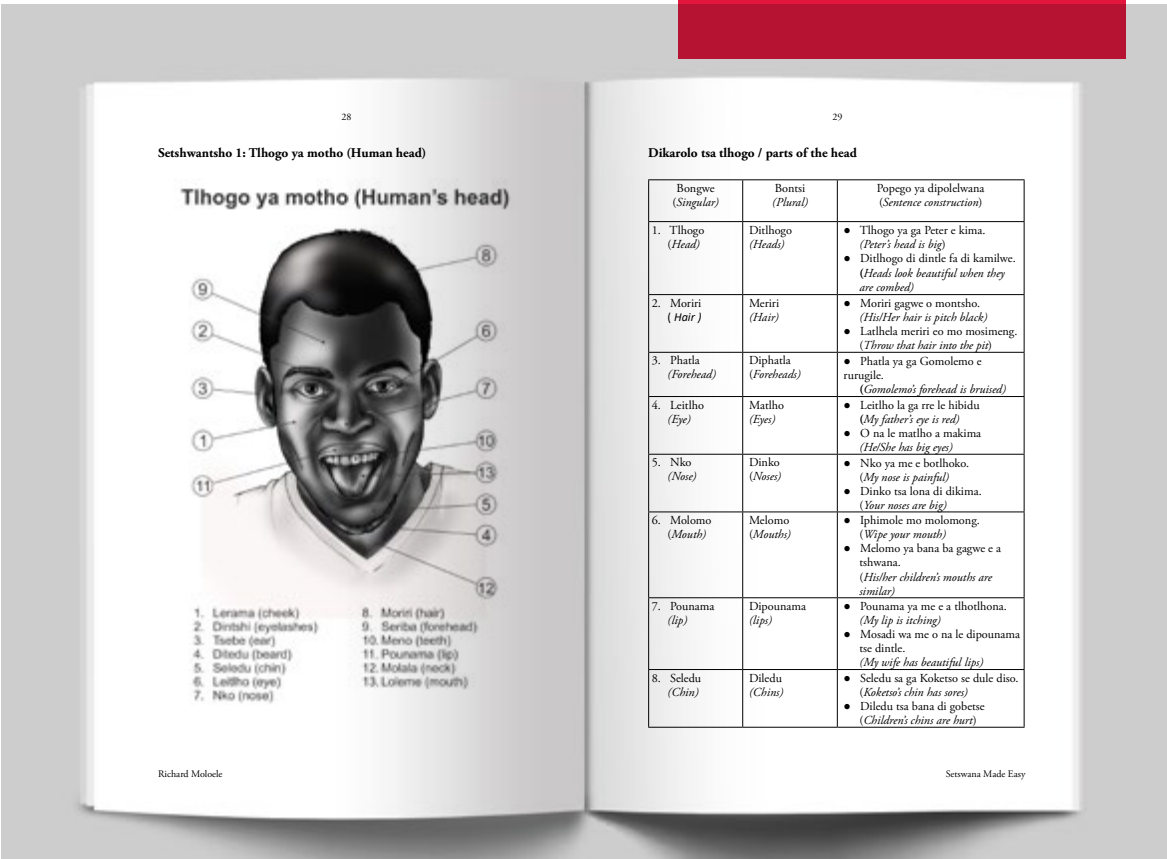 28
Setshwantsho 1: Tlhogo ya motho (Human head)
Tlhogo ya motho (Human's head)
8
9
2
6
3
7
1
10
11
13
5
4
12
1. Lerama (cheek)
2. Dintshi (eyelashes)
3. Tsebe (ear)
4. Ditedu (beard)
5. Seledu (chin)
6. Leitlho (eye)
7. Nko (nose)
8. Moriri (hair)
9. Seriba (forehead)
10. Meno (teeth)
11. Pounama (lip)
12. Molala (neck)
13. Loleme (mouth)
Richard Moloele
29
Dikarolo tsa tlhogo / parts of the head
Bongwe
(Singular)
Bontsi
(Plural)
Popego ya dipolelwana
(Sentence construction)
1. Tlhogo
(Head)
Ditlhogo
(Heads)
● Tlhogo ya ga Peter e kima.
(Peter's head is big)
● Ditlhogo di dintle fa di kamilwe.
(Heads look beautiful when they
are combed)
2. Moriri
( Hair )
Meriri
(Hair)
● Moriri gagwe o montsho.
(His/Her hair is pitch black)
● Latlhela meriri eo mo mosimeng.
(Throw that hair into the pit)
3. Phatla
(Forehead)
Diphatla
(Foreheads)
● Phatla ya ga Gomolemo e
rurugile.
(Gomolemo's forehead is bruised)
4. Leitlho
(Eye)
Matlho
(Eyes)
● Leitlho la ga rre le hibidu
(My father's eye is red)
● O na le matlho a makima
(He/She has big eyes)
5. Nko
(Nose)
Dinko
(Noses)
● Nko ya me e botlhoko.
(My nose is painful)
● Dinko tsa lona di dikima.
(Your noses are big)
6. Molomo
(Mouth)
Melomo
(Mouths)
● Iphimole mo molomong.
(Wipe your mouth)
● Melomo ya bana ba gagwe e a
tshwana.
(His/her children's mouths are
similar)
7. Pounama
(lip)
Dipounama
(lips)
● Pounama ya me e a tlhotlhona.
(My lip is itching)
● Mosadi wa me o na le dipounama
tse dintle.
(My wife has beautiful lips)
8. Seledu
(Chin)
Diledu
(Chins)
● Seledu sa ga Koketso se dule diso.
(Koketso's chin has sores)
● Diledu tsa bana di gobetse
(Children's chins are hurt)
Setswana Made Easy